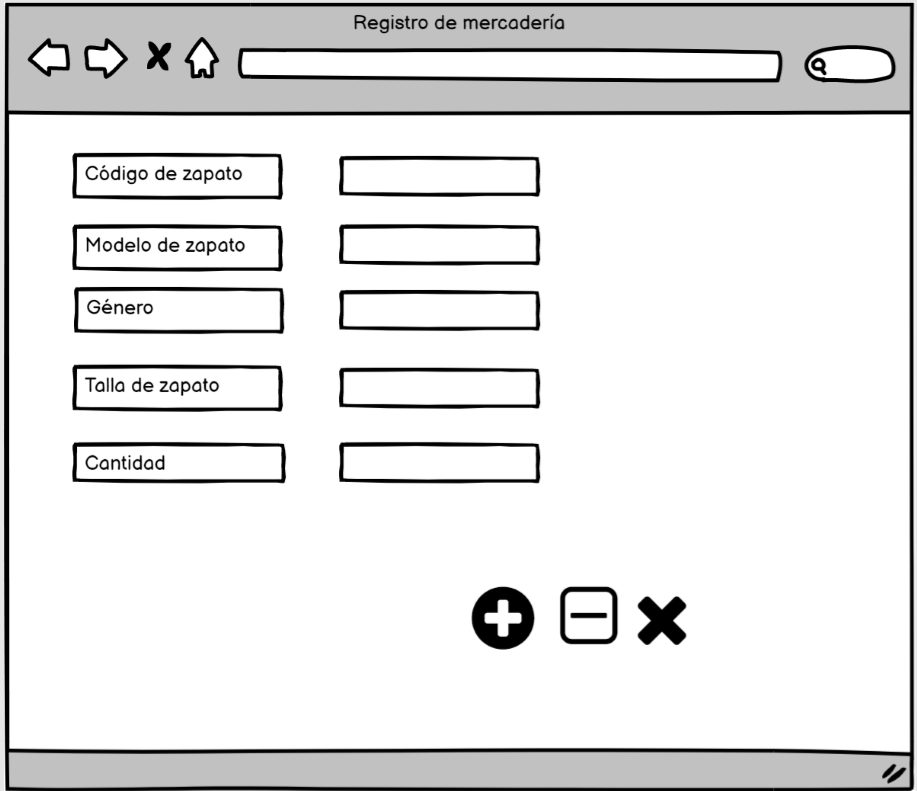 Registro de mercadería
Código de zapato
Modelo de zapato
Género
Talla de zapato
Cantidad